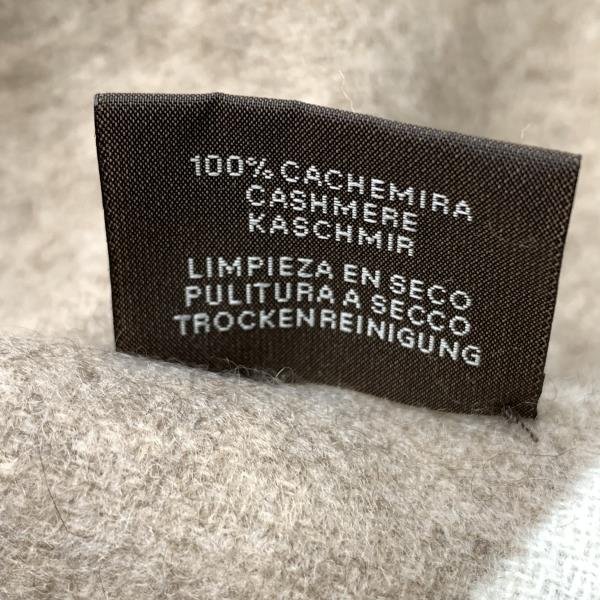 100% CACHEMIRA
CASHMERE
KASCHMIR
LIMPIEZA EN SECO
PULITURA A SECCO
TROCKENREINIGUNG